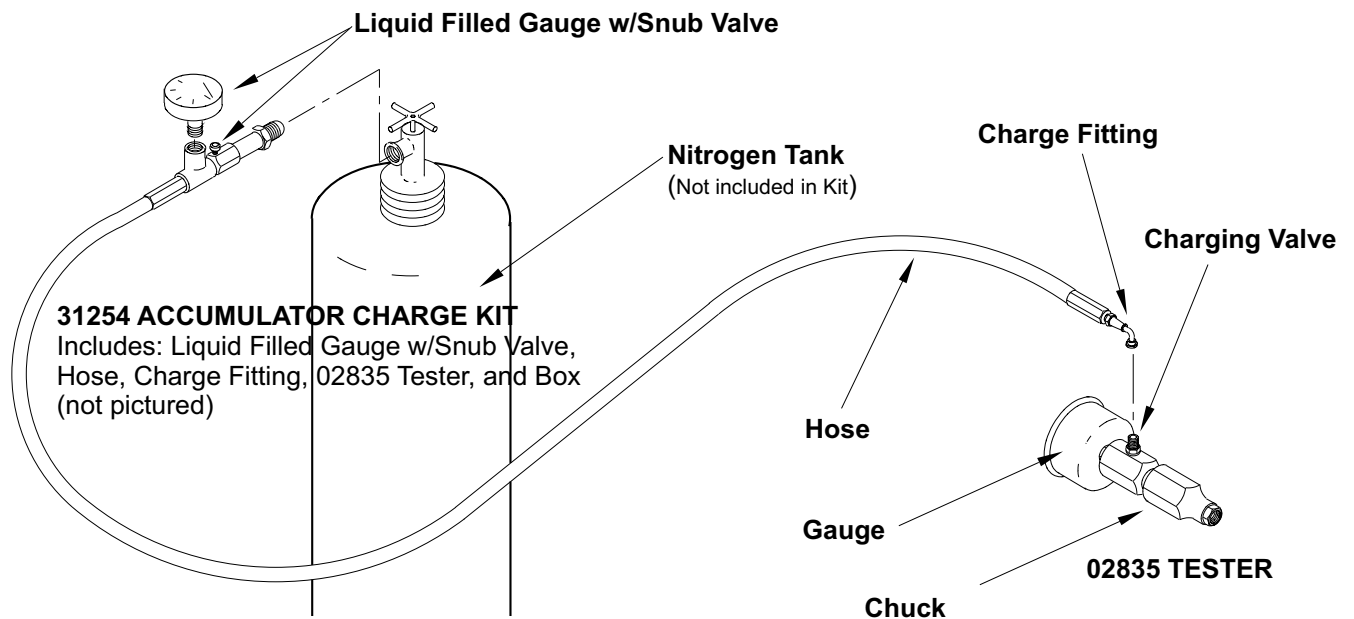 Liquid Filled Gauge w/Snub Valve
Charge Fitting
Nitrogen Tank
(Not included in Kit)
Charging Valve
31254 ACCUMULATOR CHARGE KIT
Includes: Liquid Filled Gauge w/Snub Valve,
Hose, Charge Fitting, 02835 Tester, and Box
(not pictured)
Hose
Gauge
02835 TESTER
Chuck